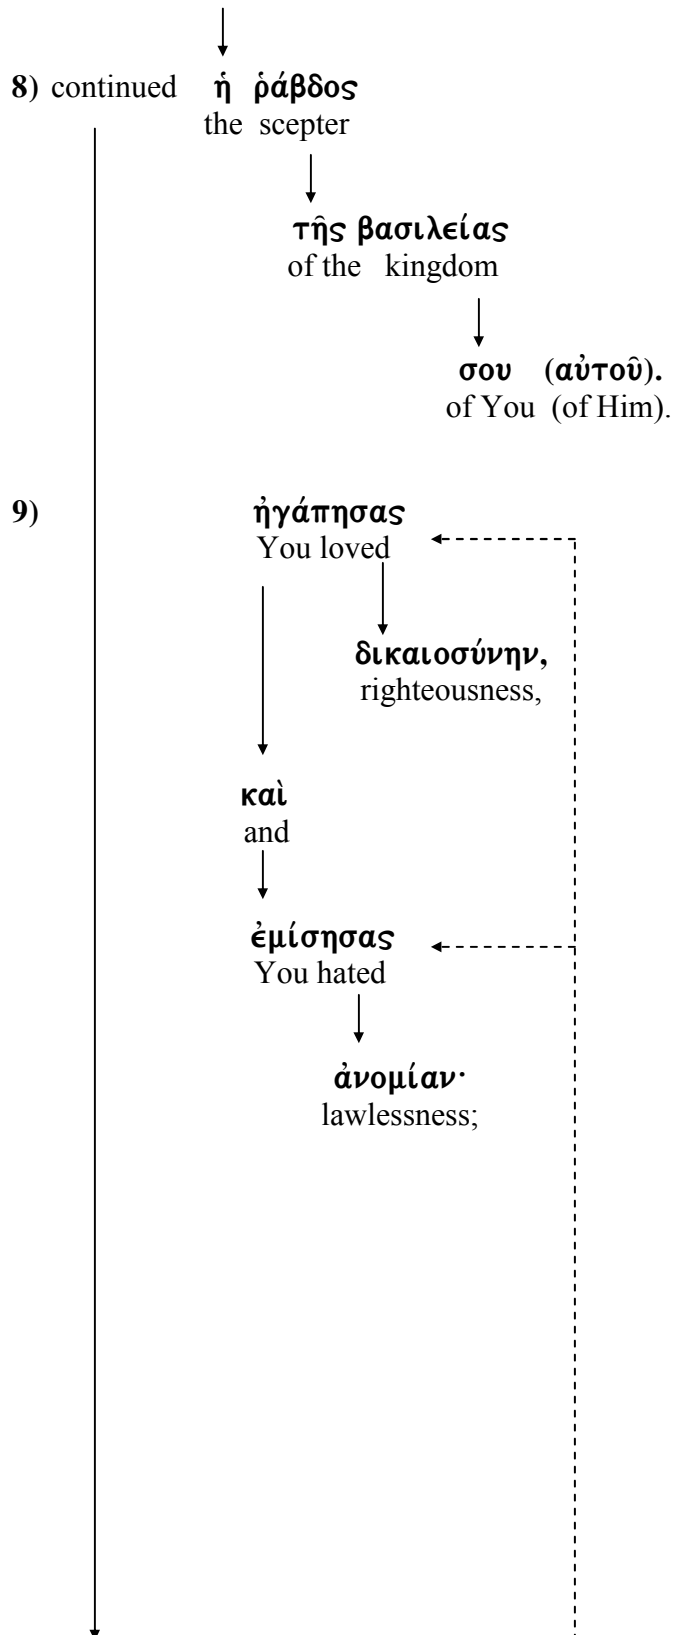 8) continued ἡ ῥάβδος
the scepter
τῆς βασιλείας
of the kingdom
σου (αὐτοῦ).
of You (of Him).
9) ἠγάπησας
You loved
δικαιοσύνην,
righteousness,
καὶ
and
ἐμίσησας
You hated
ἀνομίαν·
lawlessness;